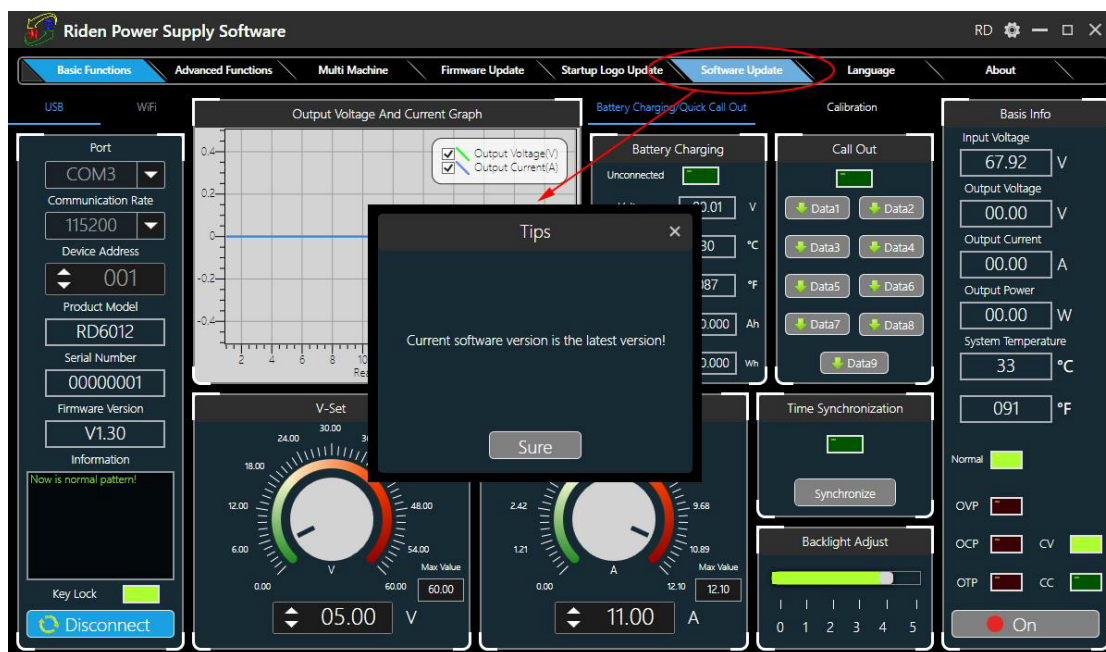 Riden Power Supply Software
RD
Basic Functions
Advanced Functions
Multi Machine
Firmware Update
Startup Logo Update
Software Update
Language
About
USB
WiFi
Port
COM3
Communication Rate
115200
Device Address
001
Product Model
RD6012
Serial Number
00000001
Firmware Version
V1.30
Information
Now is normal pattern!
Key Lock
Disconnect
Output Voltage And Current Graph
Output Voltage(V)
Output Current(A)
0.4
0.2
0
-0.2
-0.4
2 4 6 8 10
Battery Charging/Quick Call Out
Calibration
Battery Charging
Unconnected
V
°C
°F
Ah
Wh
Call Out
Data1
Data2
Data3
Data4
Data5
Data6
Data7
Data8
Data9
Tips
Current software version is the latest version!
Sure
V-Set
0.00
6.00
12.00
18.00
24.00
30.00
48.00
54.00
60.00
V
Max Value
60.00
05.00 V
0.00
1.21
2.42
9.68
10.89
12.10
A
Max Value
12.10
11.00 A
Time Synchronization
Synchronize
Backlight Adjust
0 1 2 3 4 5
Basis Info
Input Voltage
67.92 V
Output Voltage
00.00 V
Output Current
00.00 A
Output Power
00.00 W
System Temperature
33 °C
091 °F
Normal
OVP
OCP
CV
OTP
CC
On